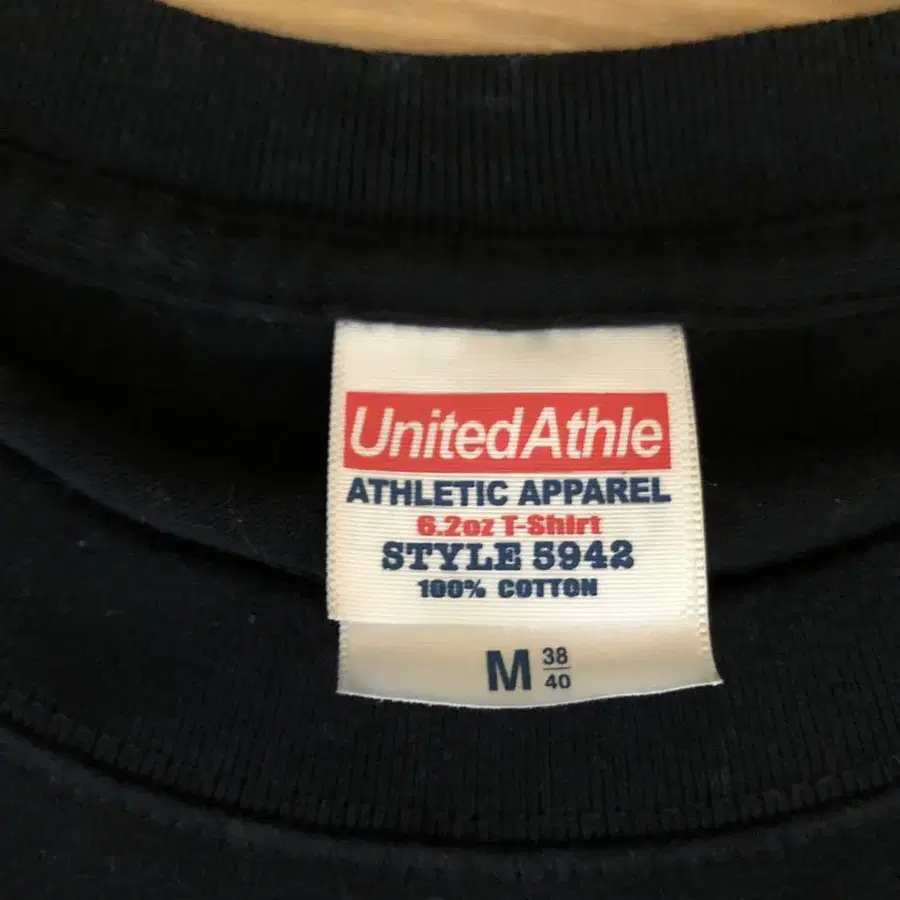 UnitedAthle
ATHLETIC APPAREL
6.2oz T-Shirt
STYLE 5942
100% COTTON
M 38/40